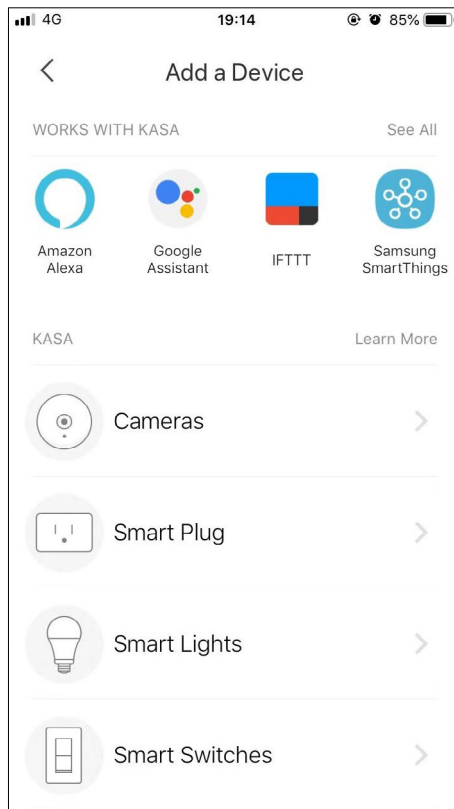 4G 19:14 85%
Add a Device
WORKS WITH KASA See All
Amazon Alexa
Google Assistant
IFTTT
Samsung SmartThings
KASA Learn More
Cameras
Smart Plug
Smart Lights
Smart Switches